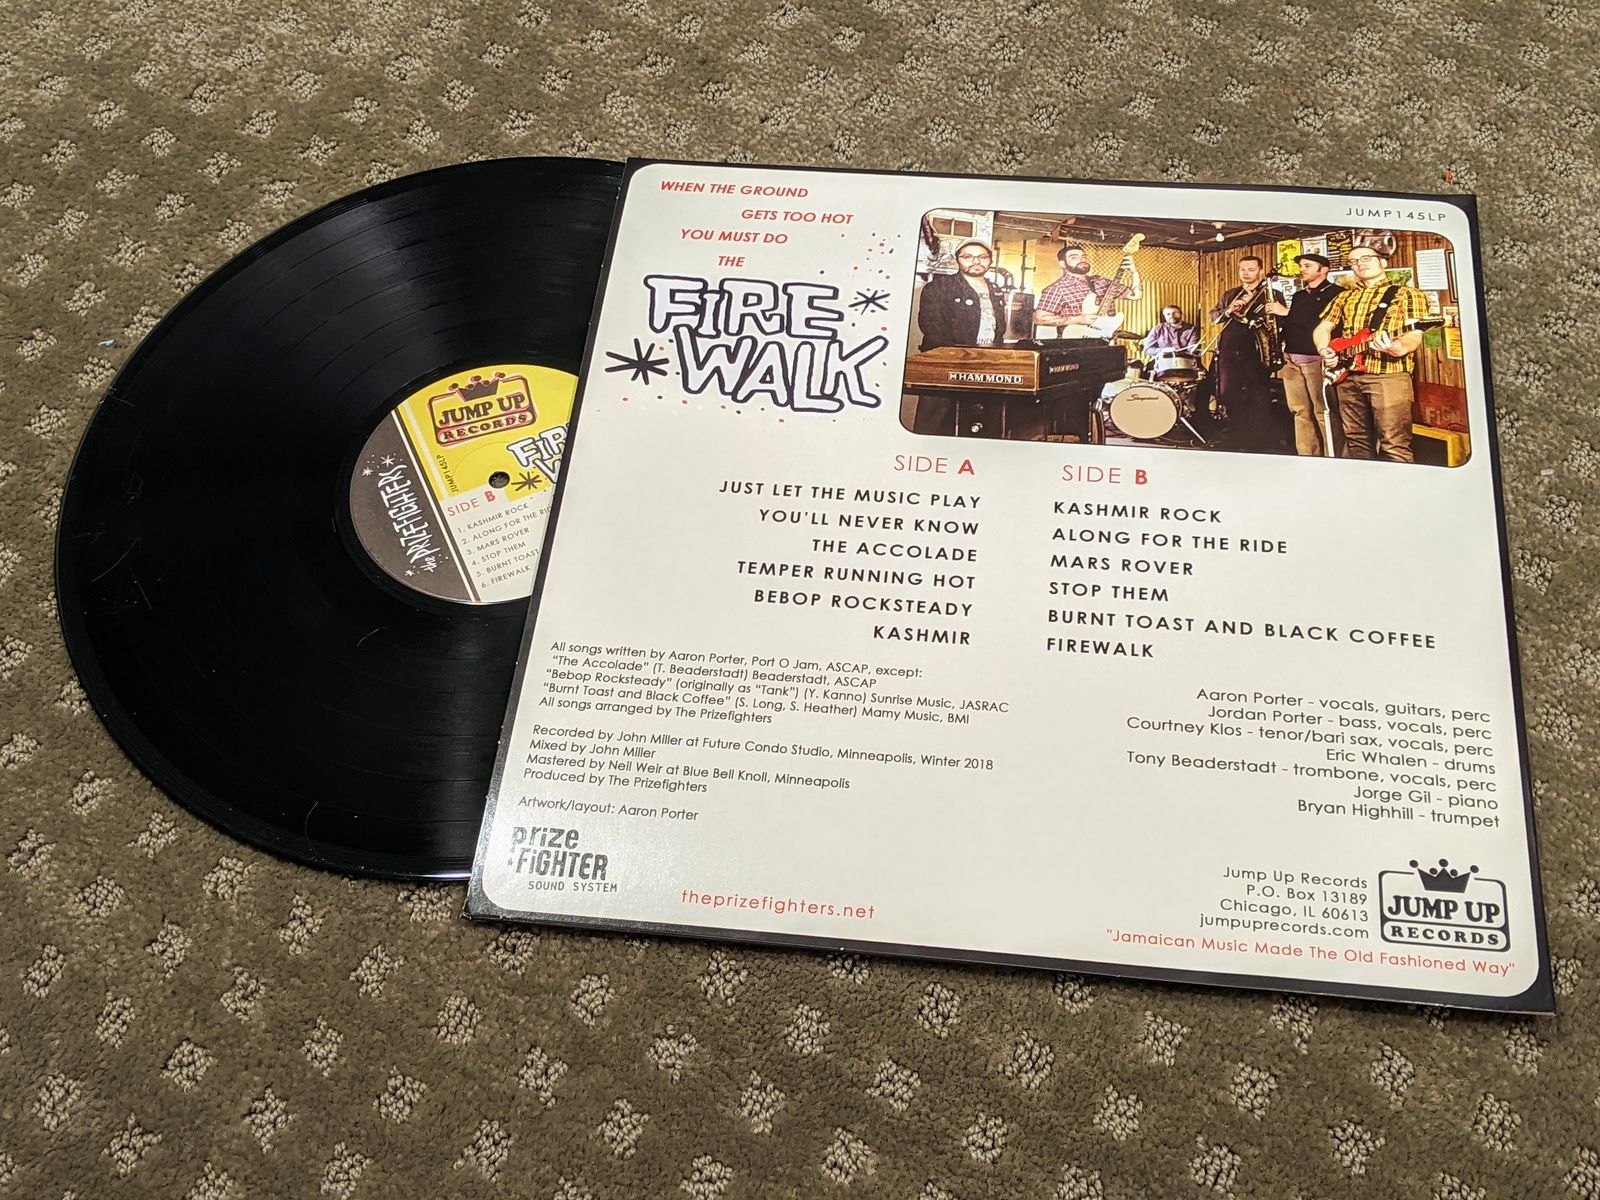 WHEN THE GROUND
GETS TOO HOT
YOU MUST DO
THE
FIRE
WALK
JUMP145LP
HAMMOND
HAMMOND
Slingerland
SIDE A
JUST LET THE MUSIC PLAY
YOU'LL NEVER KNOW
THE ACCOLADE
TEMPER RUNNING HOT
BEBOP ROCKSTEADY
KASHMIR
SIDE B
KASHMIR ROCK
ALONG FOR THE RIDE
MARS ROVER
STOP THEM
BURNT TOAST AND BLACK COFFEE
FIREWALK
All songs written by Aaron Porter, Port O Jam, ASCAP, except:
"The Accolade" (T. Beaderstadt) Beaderstadt, ASCAP
"Bebop Rocksteady" (originally as "Tank") (Y. Kanno) Sunrise Music, JASRAC
"Burnt Toast and Black Coffee" (S. Long, S. Heather) Mamy Music, BMI
All songs arranged by The Prizefighters
Recorded by John Miller at Future Condo Studio, Minneapolis, Winter 2018
Mixed by John Miller
Mastered by Neil Weir at Blue Bell Knoll, Minneapolis
Produced by The Prizefighters
Artwork/layout: Aaron Porter
prize
FiGHTER
SOUND SYSTEM
theprizefighters.net
Aaron Porter - vocals, guitars, perc
Jordan Porter - bass, vocals, perc
Courtney Klos - tenor/bari sax, vocals, perc
Eric Whalen - drums
Tony Beaderstadt - trombone, vocals, perc
Jorge Gil - piano
Bryan Highhill - trumpet
Jump Up Records
P.O. Box 13189
Chicago, IL 60613
jumpuprecords.com
JUMP UP
RECORDS
"Jamaican Music Made The Old Fashioned Way"
JUMP UP
RECORDS
FIR
W
JUMP145LP
the PRIZEFIGHTERS
SIDE B
1. KASHMIR ROCK
2. ALONG FOR THE RID
3. MARS ROVER
4. STOP THEM
5. BURNT TOAST
6. FIREWALK